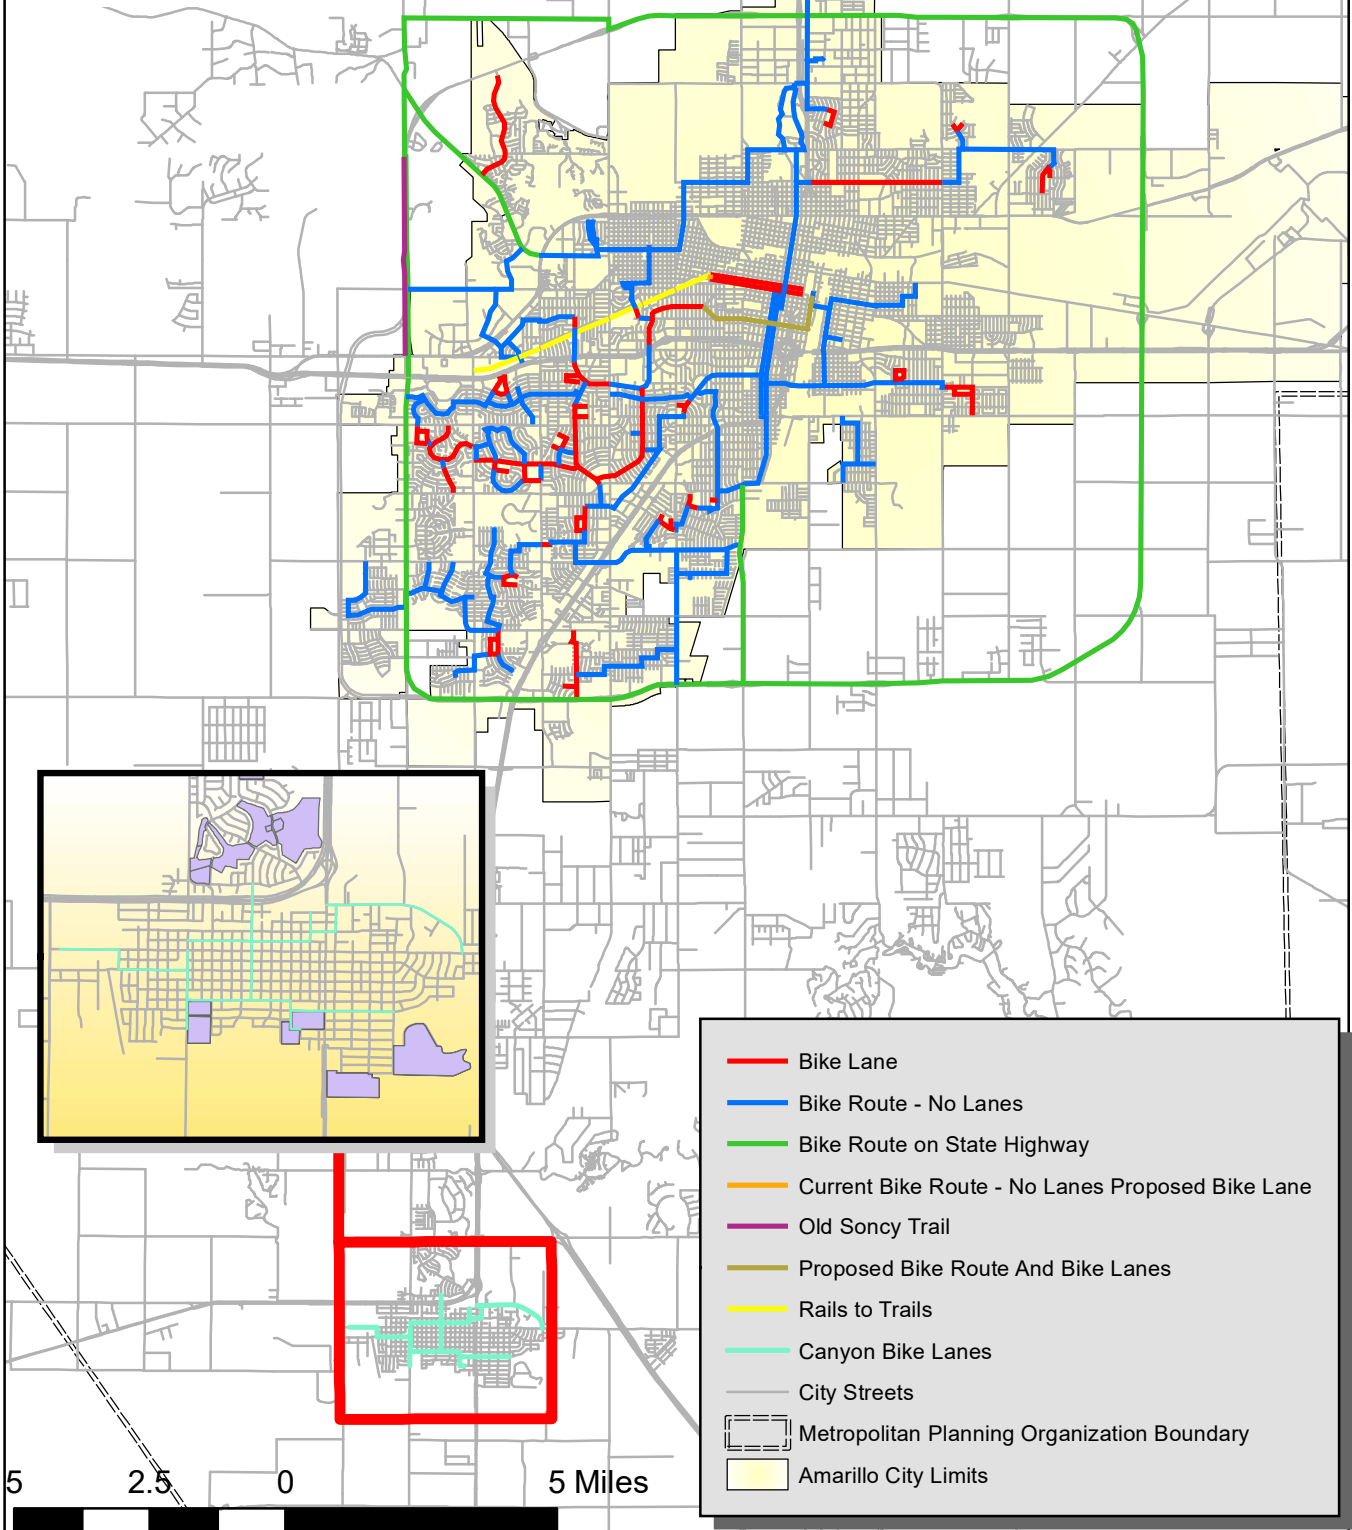 Bike Lane
Bike Route - No Lanes
Bike Route on State Highway
Current Bike Route - No Lanes Proposed Bike Lane
Old Soncy Trail
Proposed Bike Route And Bike Lanes
Rails to Trails
Canyon Bike Lanes
City Streets
Metropolitan Planning Organization Boundary
Amarillo City Limits
5 2.5 0 5 Miles